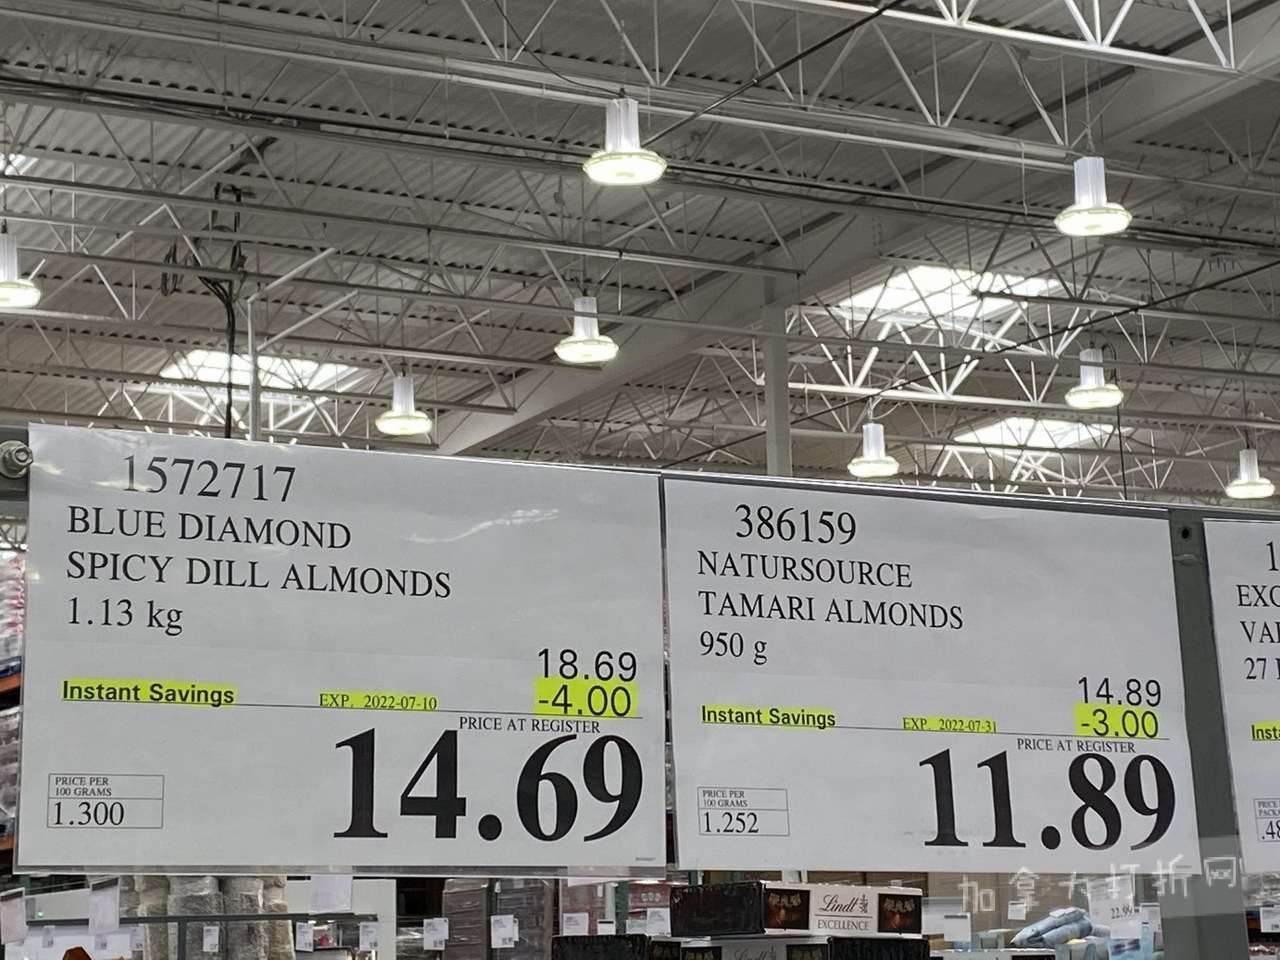 1572717
BLUE DIAMOND
SPICY DILL ALMONDS
1.13 kg
18.69
Instant Savings EXP. 2022-07-10 -4.00
PRICE AT REGISTER
14.69
PRICE PER
100 GRAMS
1.300
386159
NATURSOURCE
TAMARI ALMONDS
950 g
14.89
Instant Savings EXP. 2022-07-31 -3.00
PRICE AT REGISTER
11.89
PRICE PER
100 GRAMS
1.252
27
Lindt
EXCELLENCE
22.99
加拿大打折网